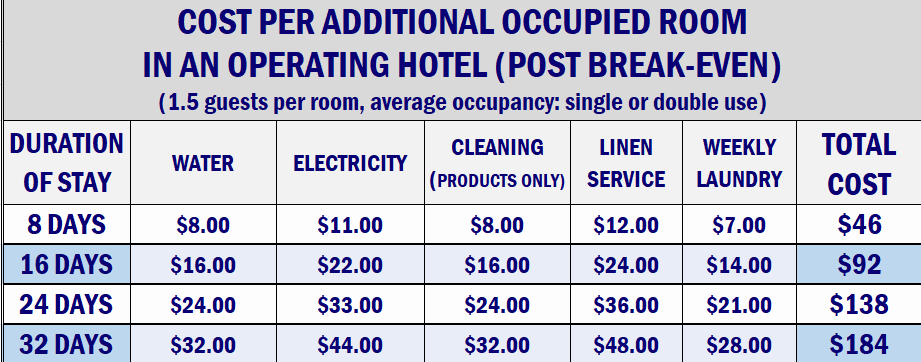 COST PER ADDITIONAL OCCUPIED ROOM
IN AN OPERATING HOTEL (POST BREAK-EVEN)
(1.5 guests per room, average occupancy: single or double use)
DURATION OF STAY WATER ELECTRICITY CLEANING (PRODUCTS ONLY) LINEN SERVICE WEEKLY LAUNDRY TOTAL COST
8 DAYS $8.00 $11.00 $8.00 $12.00 $7.00 $46
16 DAYS $16.00 $22.00 $16.00 $24.00 $14.00 $92
24 DAYS $24.00 $33.00 $24.00 $36.00 $21.00 $138
32 DAYS $32.00 $44.00 $32.00 $48.00 $28.00 $184